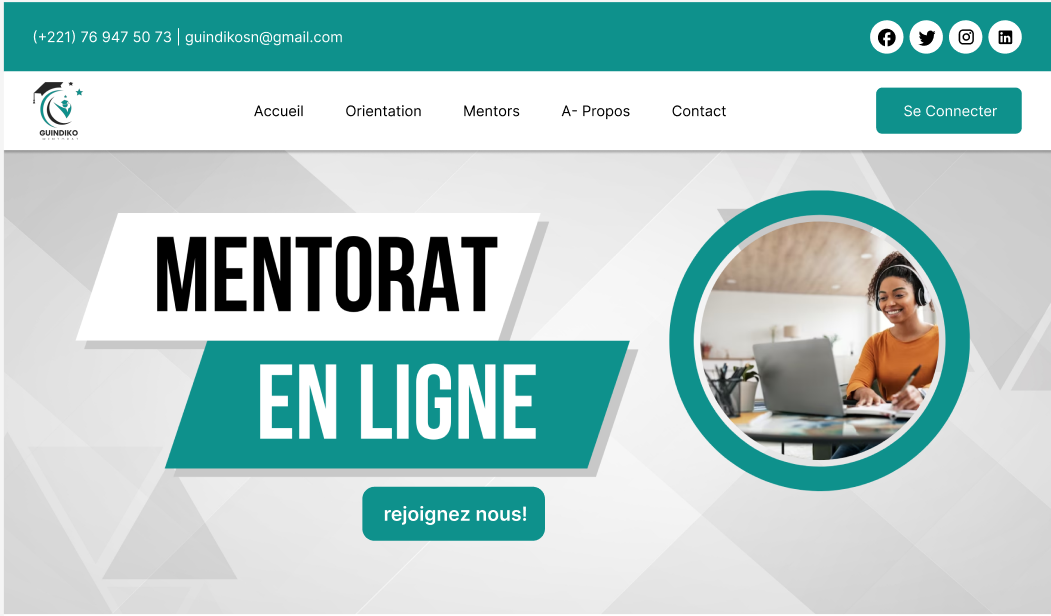 (+221) 76 947 50 73 | guindikosn@gmail.com
GUINDIKO
Accueil Orientation Mentors A- Propos Contact Se Connecter
MENTORAT
EN LIGNE
rejoignez nous!